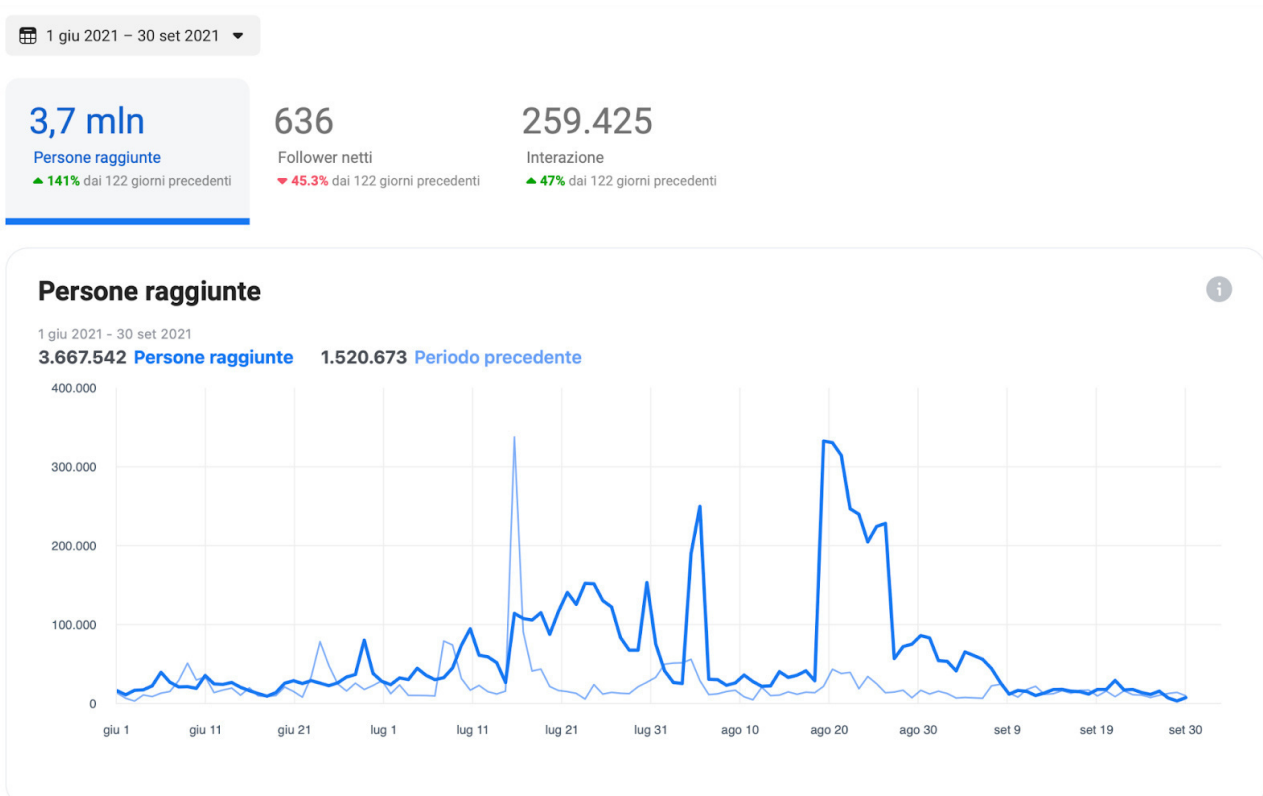 1 giu 2021 – 30 set 2021
3,7 mln
Persone raggiunte
141% dai 122 giorni precedenti
636
Follower netti
45.3% dai 122 giorni precedenti
259.425
Interazione
47% dai 122 giorni precedenti
Persone raggiunte
i
1 giu 2021 - 30 set 2021
3.667.542 Persone raggiunte 1.520.673 Periodo precedente
400.000
300.000
200.000
100.000
0
giu 1 giu 11 giu 21 lug 1 lug 11 lug 21 lug 31 ago 10 ago 20 ago 30 set 9 set 19 set 30